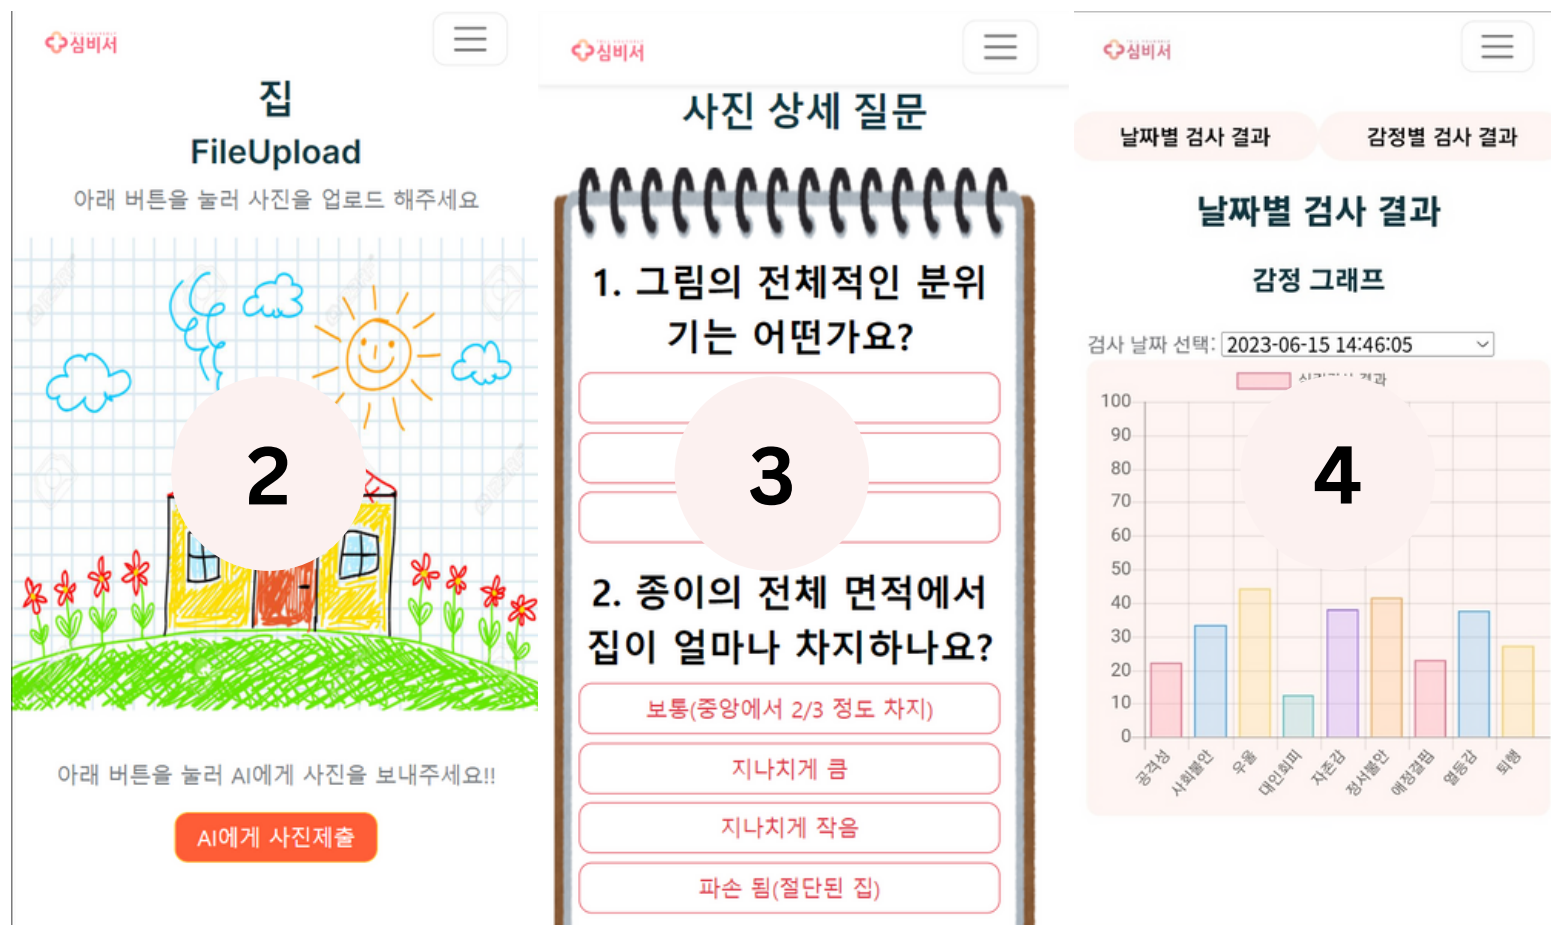 심비서
집
FileUpload
아래 버튼을 눌러 사진을 업로드 해주세요
2
아래 버튼을 눌러 AI에게 사진을 보내주세요!!
AI에게 사진제출
심비서
사진 상세 질문
1. 그림의 전체적인 분위
기는 어떤가요?
3
2. 종이의 전체 면적에서
집이 얼마나 차지하나요?
보통(중앙에서 2/3 정도 차지)
지나치게 큼
지나치게 작음
파손 됨(절단된 집)
심비서
날짜별 검사 결과
감정별 검사 결과
날짜별 검사 결과
감정 그래프
검사 날짜 선택: 2023-06-15 14:46:05
결과
100
90
80
70
60
50
40
30
20
10
0
4
공격성
사회불안
우울
대인회피
자존감
정서불안
애정결핍
열등감
퇴행